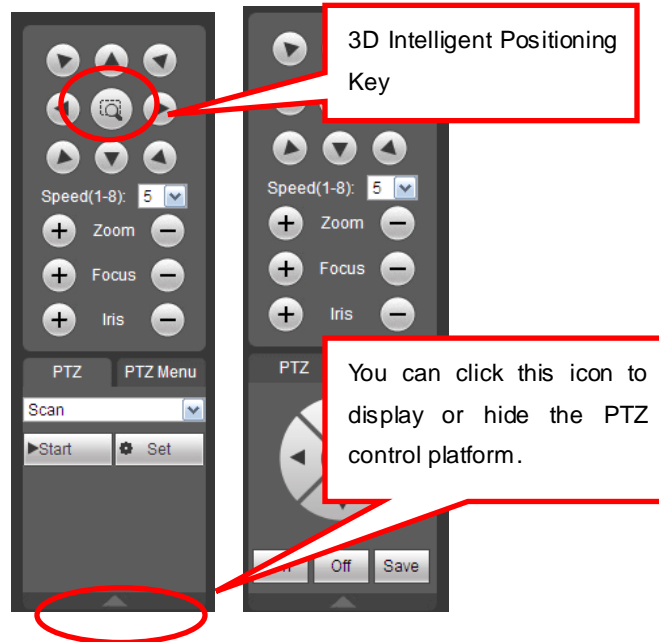 3D Intelligent Positioning
Key
Speed(1-8): 5
Zoom
Focus
Iris
PTZ PTZ Menu
Scan
Start Set
Speed(1-8): 5
Zoom
Focus
Iris
PTZ
You can click this icon to
display or hide the PTZ
control platform.
Off Save